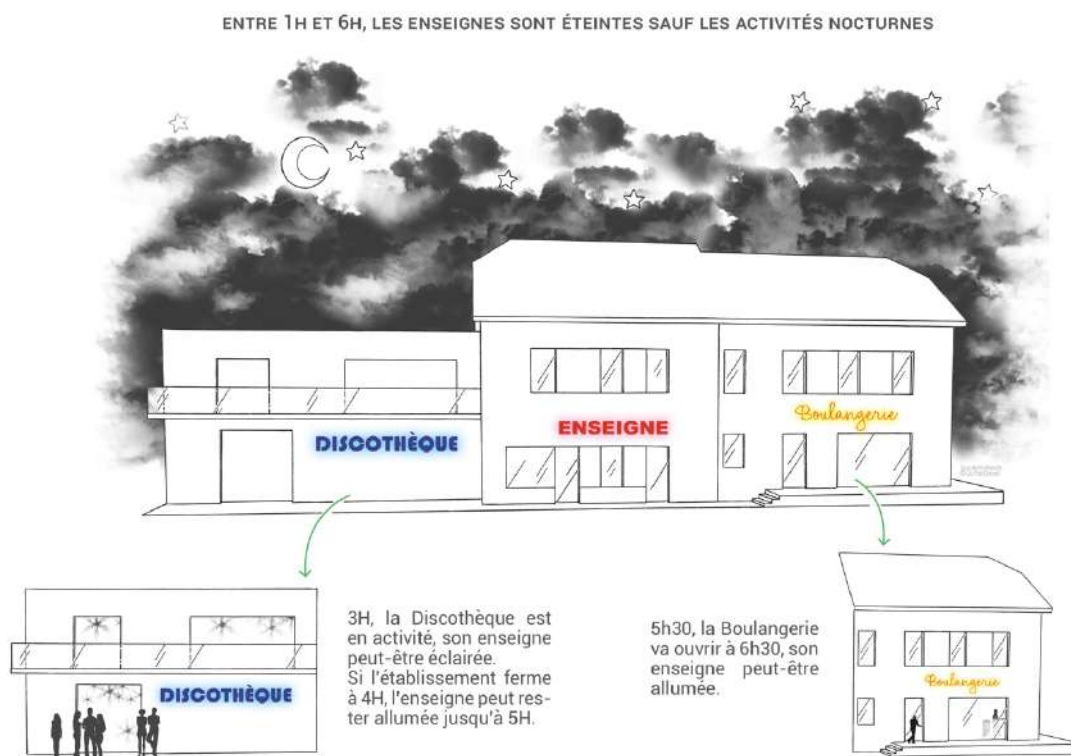 ENTRE 1H ET 6H, LES ENSEIGNES SONT ÉTEINTES SAUF LES ACTIVITÉS NOCTURNES
DISCOTHÈQUE
ENSEIGNE
Boulangerie
DISCOTHÈQUE
3H, la Discothèque est
en activité, son enseigne
peut-être éclairée.
Si l'établissement ferme
à 4H, l'enseigne peut res-
ter allumée jusqu'à 5H.
5h30, la Boulangerie
va ouvrir à 6h30, son
enseigne peut-être
allumée.
Boulangerie